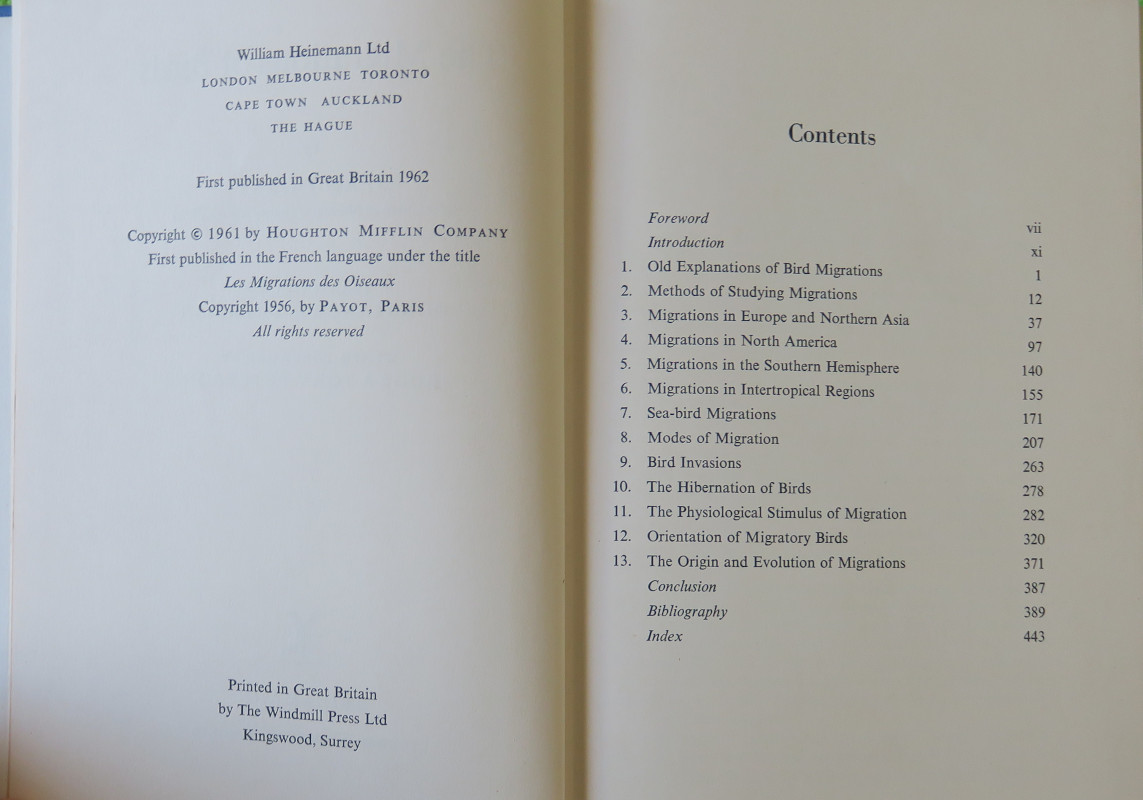 William Heinemann Ltd
LONDON MELBOURNE TORONTO
CAPE TOWN AUCKLAND
THE HAGUE
First published in Great Britain 1962
Copyright © 1961 by HOUGHTON MIFFLIN COMPANY
First published in the French language under the title
Les Migrations des Oiseaux
Copyright 1956, by PAYOT, PARIS
All rights reserved
Printed in Great Britain
by The Windmill Press Ltd
Kingswood, Surrey
Contents
Foreword vii
Introduction xi
1. Old Explanations of Bird Migrations 1
2. Methods of Studying Migrations 12
3. Migrations in Europe and Northern Asia 37
4. Migrations in North America 97
5. Migrations in the Southern Hemisphere 140
6. Migrations in Intertropical Regions 155
7. Sea-bird Migrations 171
8. Modes of Migration 207
9. Bird Invasions 263
10. The Hibernation of Birds 278
11. The Physiological Stimulus of Migration 282
12. Orientation of Migratory Birds 320
13. The Origin and Evolution of Migrations 371
Conclusion 387
Bibliography 389
Index 443